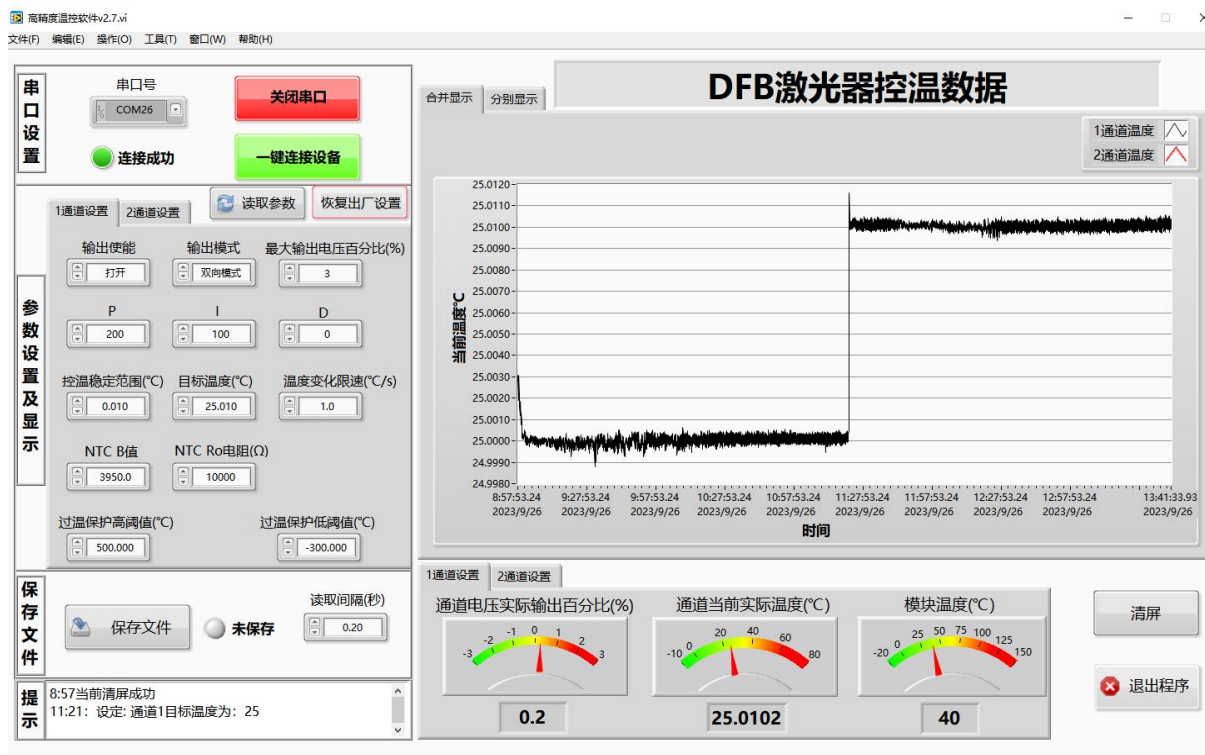 高精度温控软件v2.7.vi
文件(F) 编辑(E) 操作(O) 工具(T) 窗口(W) 帮助(H)
串口设置
串口号
COM26
关闭串口
连接成功
一键连接设备
参数设置及显示
1通道设置 2通道设置
读取参数
恢复出厂设置
输出使能 输出模式 最大输出电压百分比(%)
打开 双向模式 3
P I D
200 100 0
控温稳定范围(℃) 目标温度(℃) 温度变化限速(℃/s)
0.010 25.010 1.0
NTC B值 NTC Ro电阻(Ω)
3950.0 10000
过温保护高阈值(℃) 过温保护低阈值(℃)
500.000 -300.000
保存文件
保存文件
未保存
读取间隔(秒)
0.20
提示
8:57当前清屏成功
11:21：设定: 通道1目标温度为：25
合并显示 分别显示
DFB激光器控温数据
1通道温度
2通道温度
当前温度℃
25.0120
25.0110
25.0100
25.0090
25.0080
25.0070
25.0060
25.0050
25.0040
25.0030
25.0020
25.0010
25.0000
24.9990
24.9980
8:57:53.24 9:27:53.24 9:57:53.24 10:27:53.24 10:57:53.24 11:27:53.24 11:57:53.24 12:27:53.24 12:57:53.24 13:41:33.93
2023/9/26 2023/9/26 2023/9/26 2023/9/26 2023/9/26 2023/9/26 2023/9/26 2023/9/26 2023/9/26 2023/9/26
时间
1通道设置 2通道设置
通道电压实际输出百分比(%) 通道当前实际温度(℃) 模块温度(℃)
-3 -2 -1 0 1 2 3
-10 0 20 40 60 80
-20 0 25 50 75 100 125 150
0.2 25.0102 40
清屏
退出程序